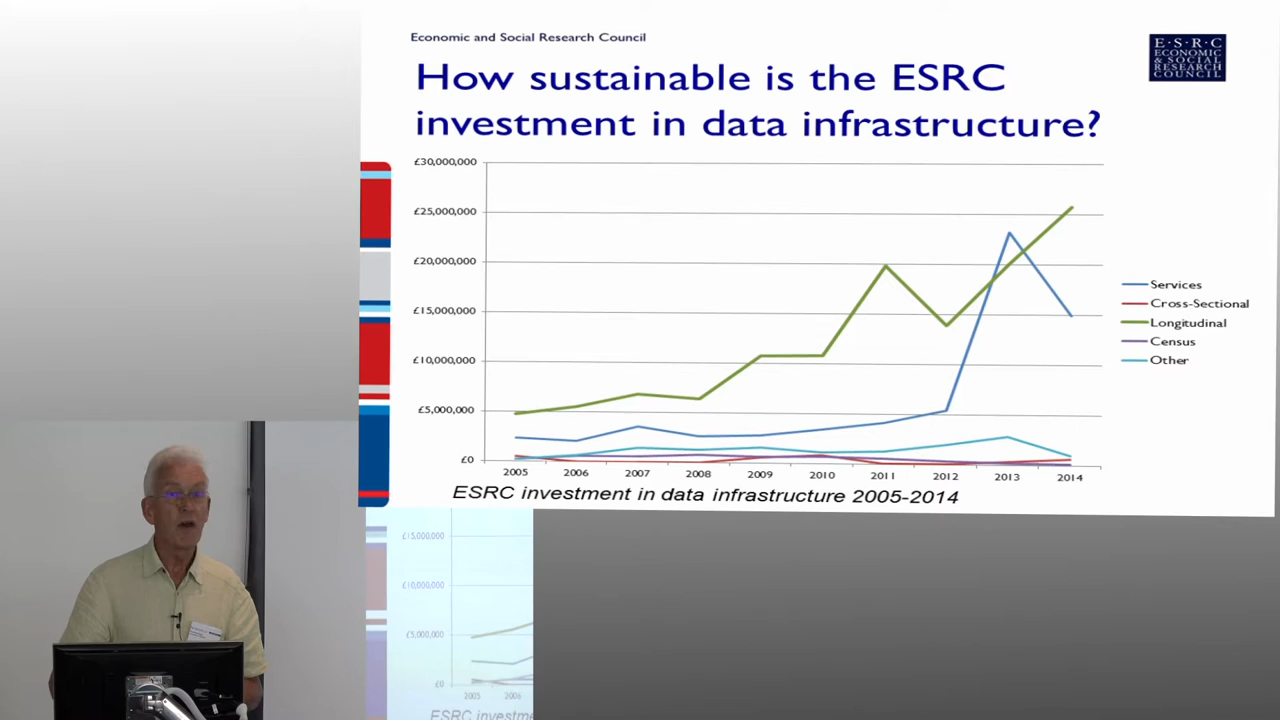 Economic and Social Research Council
E·S·R·C
ECONOMIC
& SOCIAL
RESEARCH
COUNCIL
How sustainable is the ESRC
investment in data infrastructure?
£30,000,000
£25,000,000
£20,000,000
£15,000,000
£10,000,000
£5,000,000
£0
2005 2006 2007 2008 2009 2010 2011 2012 2013 2014
Services
Cross-Sectional
Longitudinal
Census
Other
ESRC investment in data infrastructure 2005-2014
£15,000,000
£10,000,000
£5,000,000
£0
2005 2006
ESRC investme